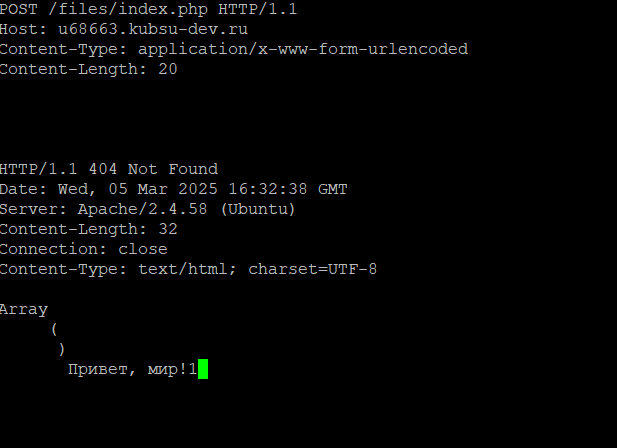 POST /files/index.php HTTP/1.1
Host: u68663.kubsu-dev.ru
Content-Type: application/x-www-form-urlencoded
Content-Length: 20
HTTP/1.1 404 Not Found
Date: Wed, 05 Mar 2025 16:32:38 GMT
Server: Apache/2.4.58 (Ubuntu)
Content-Length: 32
Connection: close
Content-Type: text/html; charset=UTF-8
Array
(
)
Привет, мир!1